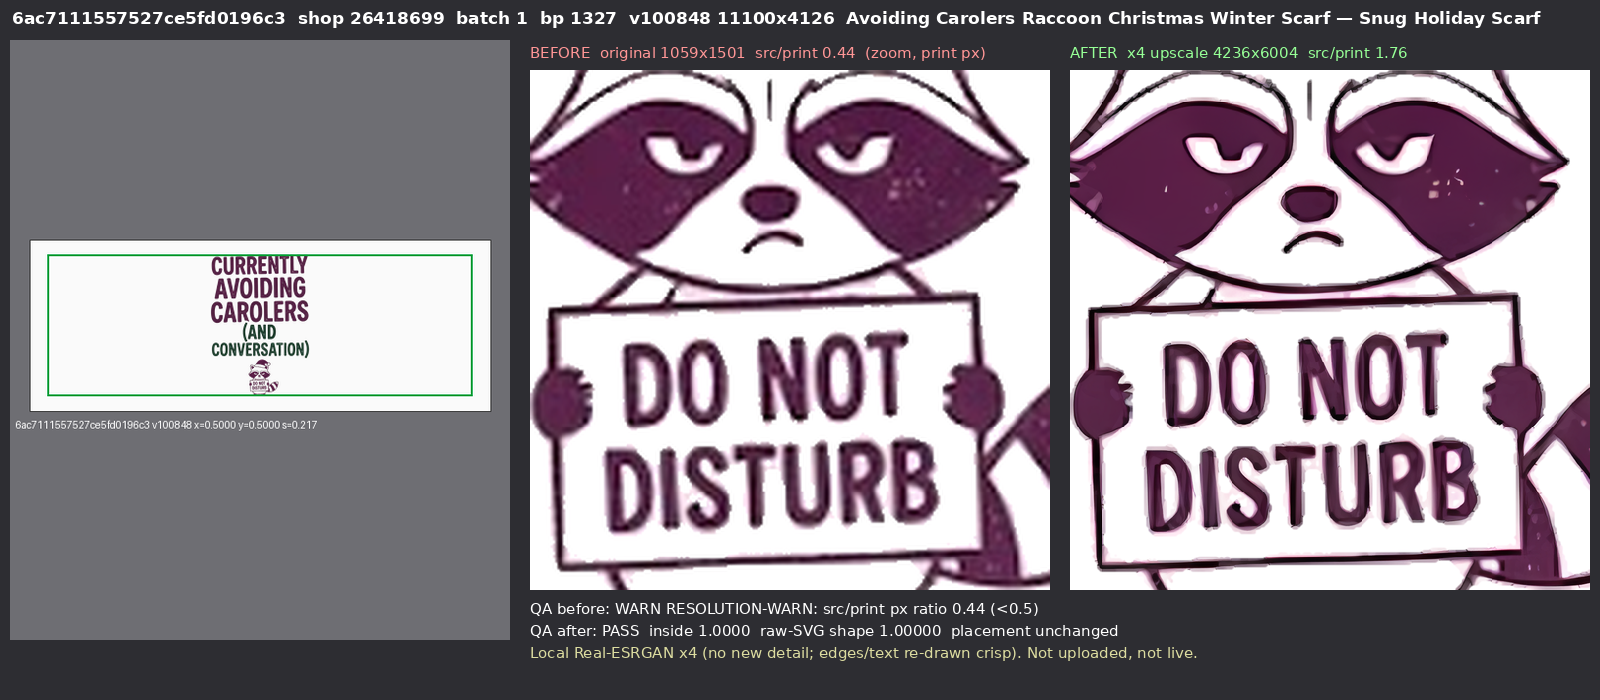 6ac7111557527ce5fd0196c3 shop 26418699 batch 1 bp 1327 v100848 11100x4126 Avoiding Carolers Raccoon Christmas Winter Scarf — Snug Holiday Scarf
BEFORE original 1059x1501 src/print 0.44 (zoom, print px)
AFTER x4 upscale 4236x6004 src/print 1.76
CURRENTLY
AVOIDING
CAROLERS
(AND
CONVERSATION)
DO NOT
DISTURB
6ac7111557527ce5fd0196c3 v100848 x=0.5000 y=0.5000 s=0.217
DO NOT
DISTURB
DO NOT
DISTURB
QA before: WARN RESOLUTION-WARN: src/print px ratio 0.44 (<0.5)
QA after: PASS inside 1.0000 raw-SVG shape 1.00000 placement unchanged
Local Real-ESRGAN x4 (no new detail; edges/text re-drawn crisp). Not uploaded, not live.